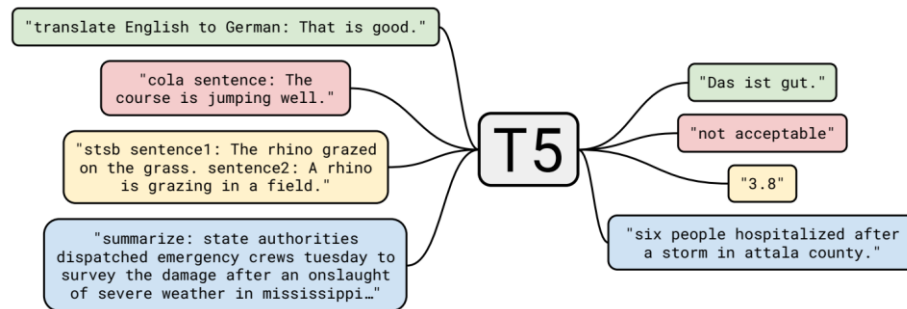 "translate English to German: That is good."
"cola sentence: The
course is jumping well."
"stsb sentence1: The rhino grazed
on the grass. sentence2: A rhino
is grazing in a field."
"summarize: state authorities
dispatched emergency crews tuesday to
survey the damage after an onslaught
of severe weather in mississippi…"
T5
"Das ist gut."
"not acceptable"
"3.8"
"six people hospitalized after
a storm in attala county."